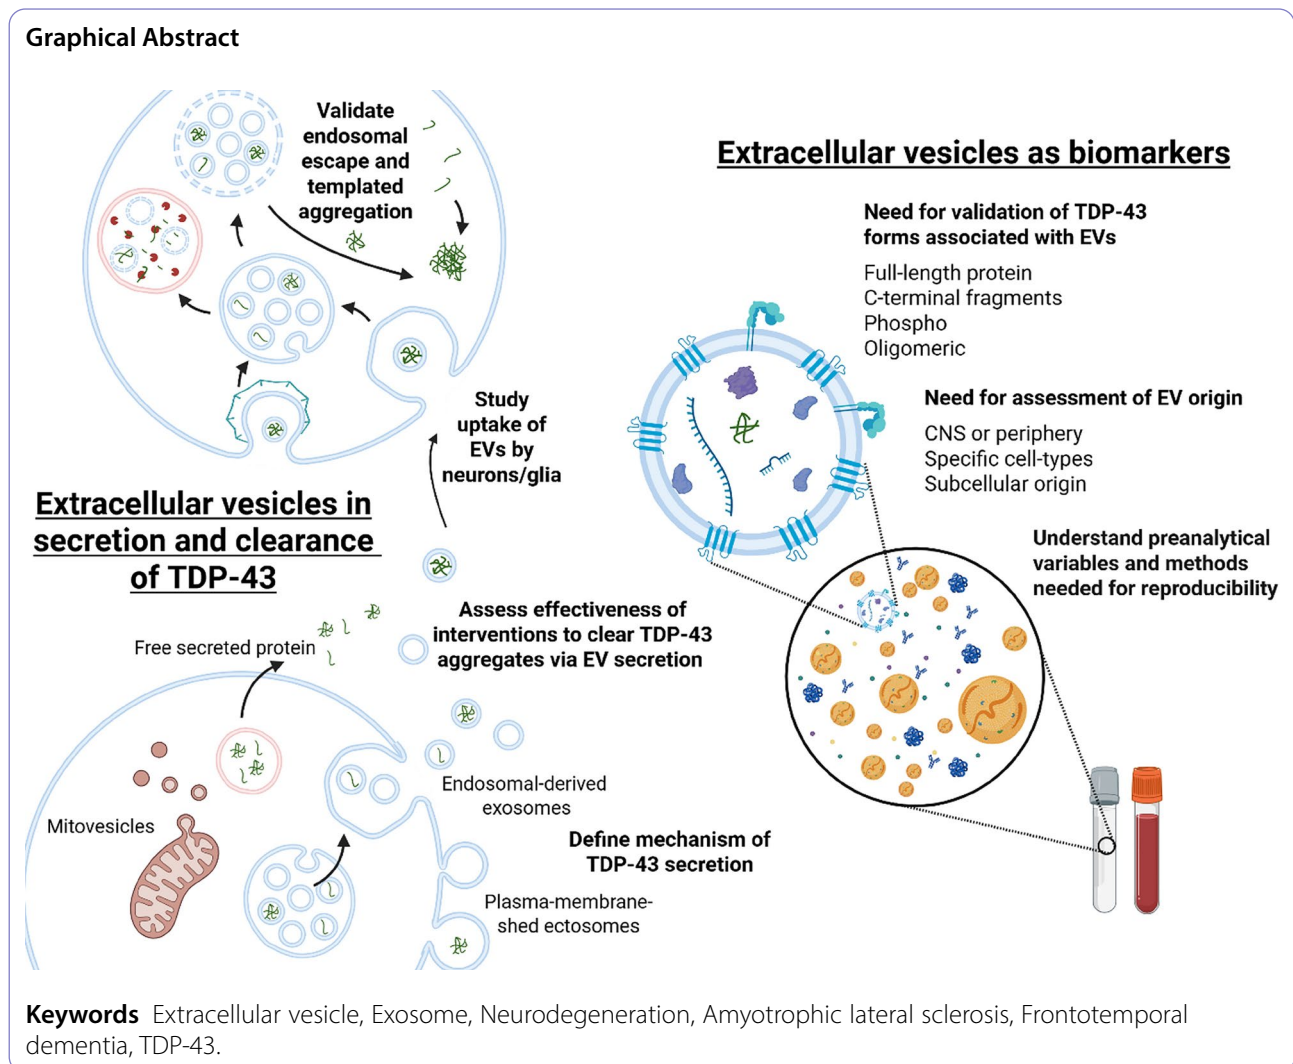 Graphical Abstract
Validate
endosomal
escape and
templated
aggregation
Study
uptake of
EVs by
neurons/glia
Extracellular vesicles in
secretion and clearance
of TDP-43
Assess effectiveness of
interventions to clear TDP-43
aggregates via EV secretion
Free secreted protein
Mitovesicles
Endosomal-derived
exosomes
Define mechanism of
TDP-43 secretion
Plasma-membrane-
shed ectosomes
Extracellular vesicles as biomarkers
Need for validation of TDP-43
forms associated with EVs
Full-length protein
C-terminal fragments
Phospho
Oligomeric
Need for assessment of EV origin
CNS or periphery
Specific cell-types
Subcellular origin
Understand preanalytical
variables and methods
needed for reproducibility
Keywords Extracellular vesicle, Exosome, Neurodegeneration, Amyotrophic lateral sclerosis, Frontotemporal
dementia, TDP-43.